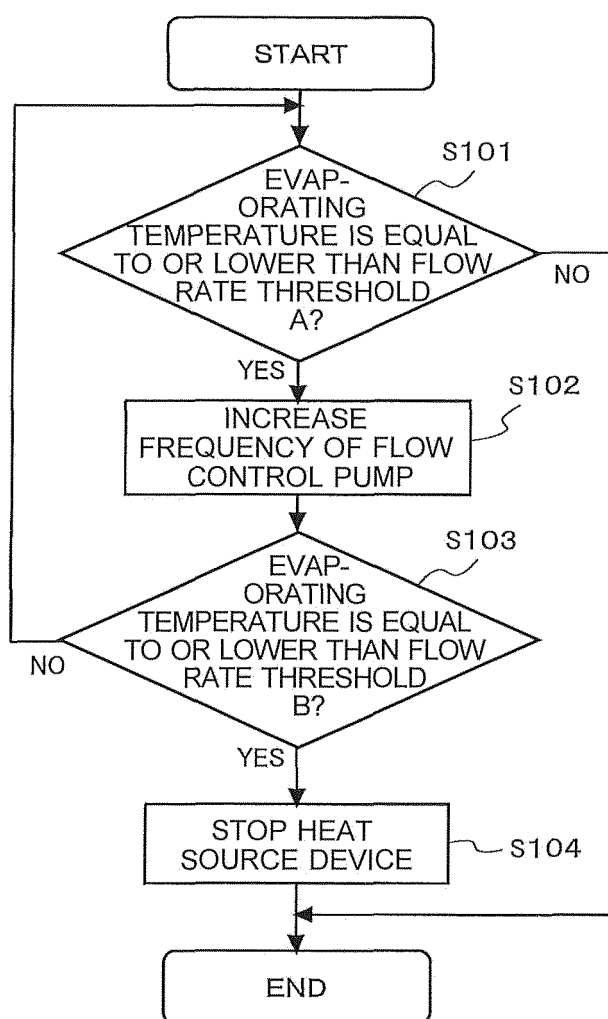 START
S101
EVAP-
ORATING
TEMPERATURE IS EQUAL
TO OR LOWER THAN FLOW
RATE THRESHOLD
A?
NO
YES
S102
INCREASE
FREQUENCY OF FLOW
CONTROL PUMP
S103
EVAP-
ORATING
TEMPERATURE IS EQUAL
TO OR LOWER THAN FLOW
RATE THRESHOLD
B?
NO
YES
STOP HEAT
SOURCE DEVICE
S104
END